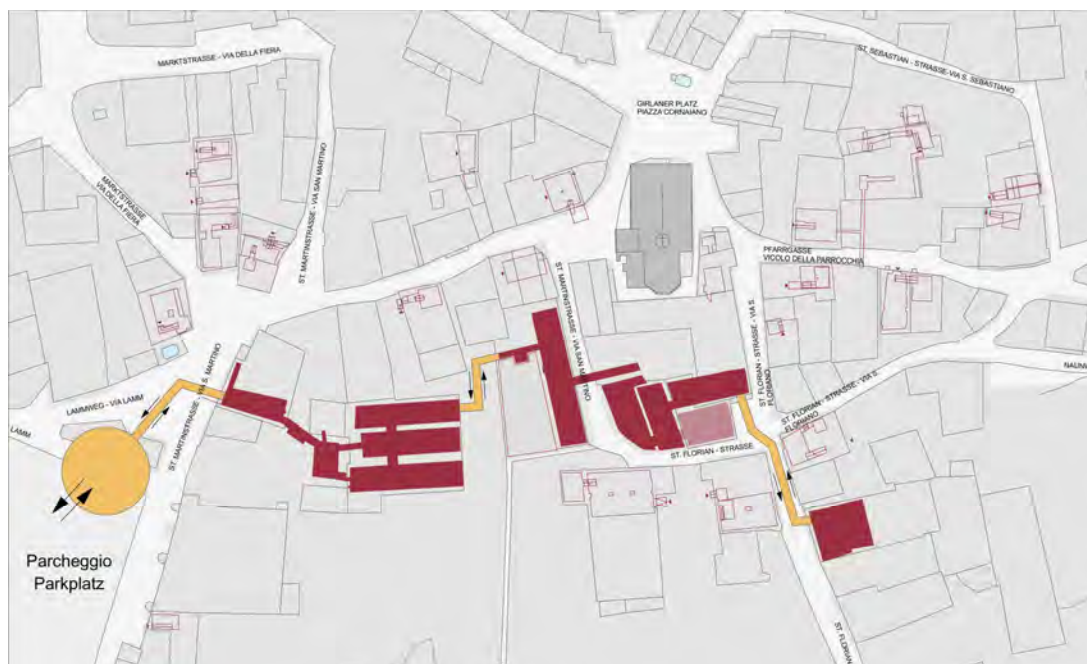 MARKTSTRASSE - VIA DELLA FIERA
ST. SEBASTIAN - STRASSE-VIA S. SEBASTIANO
GIRLANER PLATZ
PIAZZA CORNAIANO
MARKTSTRASSE
VIA DELLA FIERA
ST. MARTINSTRASSE - VIA SAN MARTINO
PFARRGASSE
VICOLO DELLA PARROCCHIA
ST. MARTINSTRASSE - VIA SAN MARTINO
ST. FLORIAN - STRASSE - VIA S.
FLORIANO
NAUM
LAMMWEG - VIA LAMM
LAMM
ST. MARTINSTRASSE - VIA S. MARTINO
ST. FLORIAN - STRASSE - VIA S.
FLORIANO
ST. FLORIAN - STRASSE
Parcheggio
Parkplatz
ST. FLORIAN